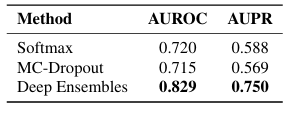 Method AUROC AUPR
Softmax 0.720 0.588
MC-Dropout 0.715 0.569
Deep Ensembles 0.829 0.750